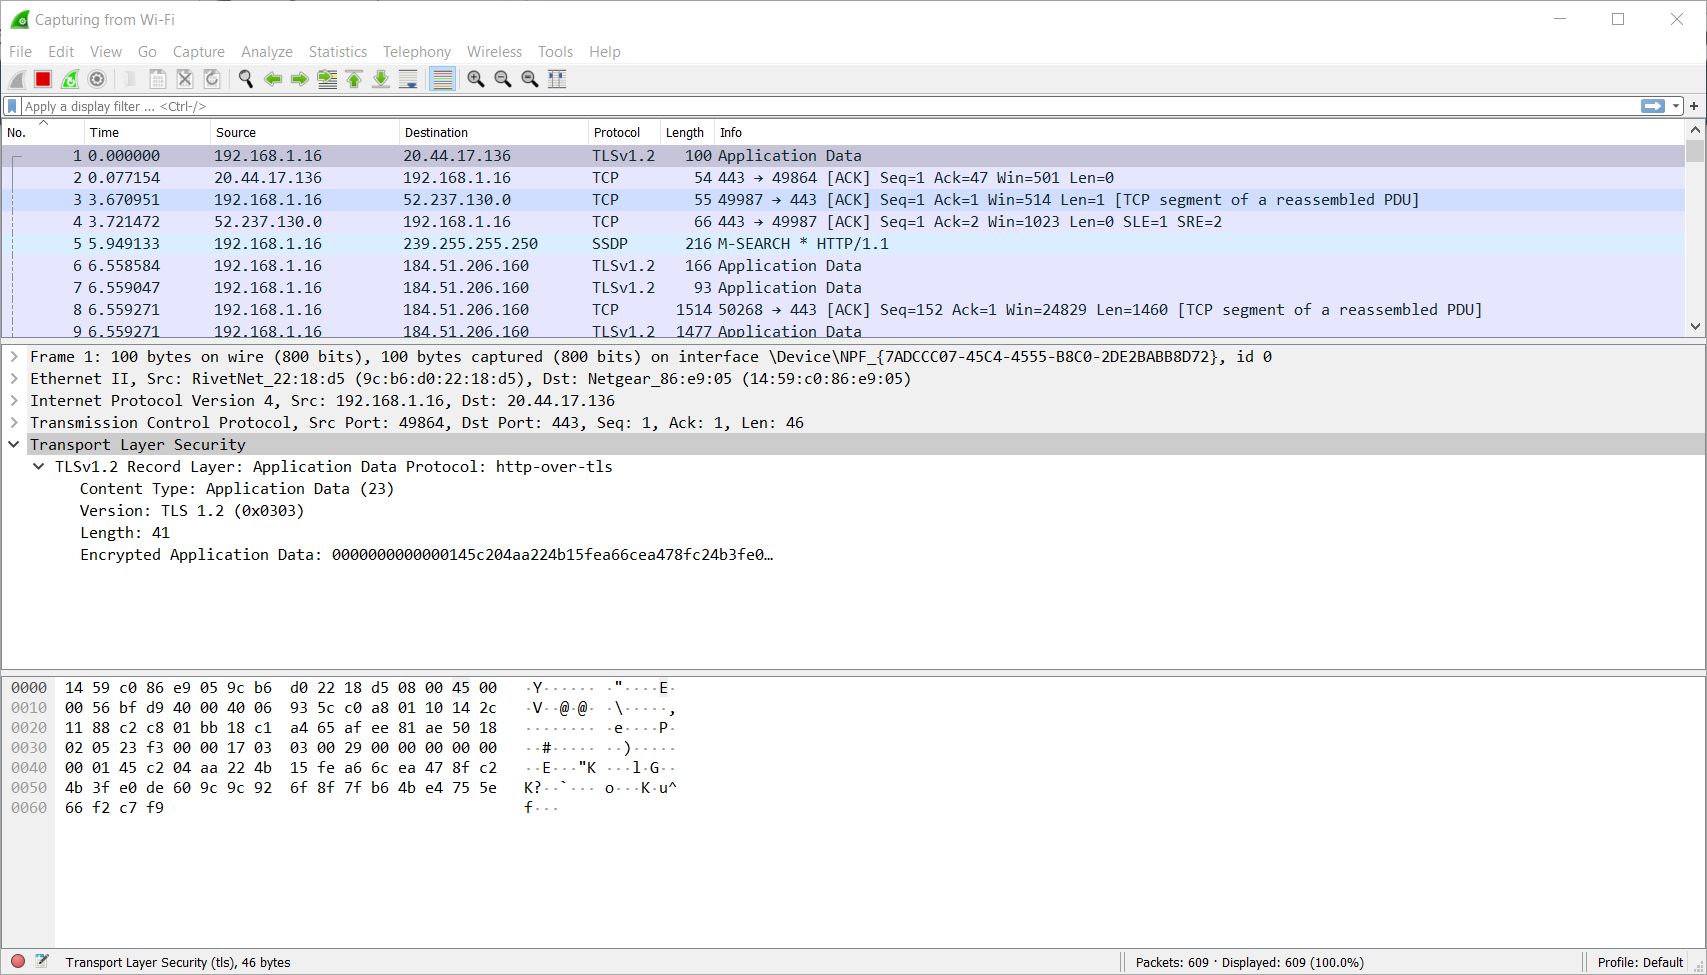 Capturing from Wi-Fi
File Edit View Go Capture Analyze Statistics Telephony Wireless Tools Help
Apply a display filter ... <Ctrl-/>
No. Time Source Destination Protocol Length Info
1 0.000000 192.168.1.16 20.44.17.136 TLSv1.2 100 Application Data
2 0.077154 20.44.17.136 192.168.1.16 TCP 54 443 → 49864 [ACK] Seq=1 Ack=47 Win=501 Len=0
3 3.670951 192.168.1.16 52.237.130.0 TCP 55 49987 → 443 [ACK] Seq=1 Ack=1 Win=514 Len=1 [TCP segment of a reassembled PDU]
4 3.721472 52.237.130.0 192.168.1.16 TCP 66 443 → 49987 [ACK] Seq=1 Ack=2 Win=1023 Len=0 SLE=1 SRE=2
5 5.949133 192.168.1.16 239.255.255.250 SSDP 216 M-SEARCH * HTTP/1.1
6 6.558584 192.168.1.16 184.51.206.160 TLSv1.2 166 Application Data
7 6.559047 192.168.1.16 184.51.206.160 TLSv1.2 93 Application Data
8 6.559271 192.168.1.16 184.51.206.160 TCP 1514 50268 → 443 [ACK] Seq=152 Ack=1 Win=24829 Len=1460 [TCP segment of a reassembled PDU]
9 6.559271 192.168.1.16 184.51.206.160 TLSv1.2 1477 Application Data
Frame 1: 100 bytes on wire (800 bits), 100 bytes captured (800 bits) on interface \Device\NPF_{7ADCCC07-45C4-4555-B8C0-2DE2BABB8D72}, id 0
Ethernet II, Src: RivetNet_22:18:d5 (9c:b6:d0:22:18:d5), Dst: Netgear_86:e9:05 (14:59:c0:86:e9:05)
Internet Protocol Version 4, Src: 192.168.1.16, Dst: 20.44.17.136
Transmission Control Protocol, Src Port: 49864, Dst Port: 443, Seq: 1, Ack: 1, Len: 46
Transport Layer Security
TLSv1.2 Record Layer: Application Data Protocol: http-over-tls
Content Type: Application Data (23)
Version: TLS 1.2 (0x0303)
Length: 41
Encrypted Application Data: 0000000000000145c204aa224b15fea66cea478fc24b3fe0…
0000 14 59 c0 86 e9 05 9c b6 d0 22 18 d5 08 00 45 00 ·Y······ ·"····E·
0010 00 56 bf d9 40 00 40 06 93 5c c0 a8 01 10 14 2c ·V··@·@· ·\·····,
0020 11 88 c2 c8 01 bb 18 c1 a4 65 af ee 81 ae 50 18 ········ ·e····P·
0030 02 05 23 f3 00 00 17 03 03 00 29 00 00 00 00 00 ··#····· ··)·····
0040 00 01 45 c2 04 aa 22 4b 15 fe a6 6c ea 47 8f c2 ··E···"K ···l·G··
0050 4b 3f e0 de 60 9c 9c 92 6f 8f 7f b6 4b e4 75 5e K?··`··· o···K·u^
0060 66 f2 c7 f9 f···
Transport Layer Security (tls), 46 bytes Packets: 609 · Displayed: 609 (100.0%) Profile: Default